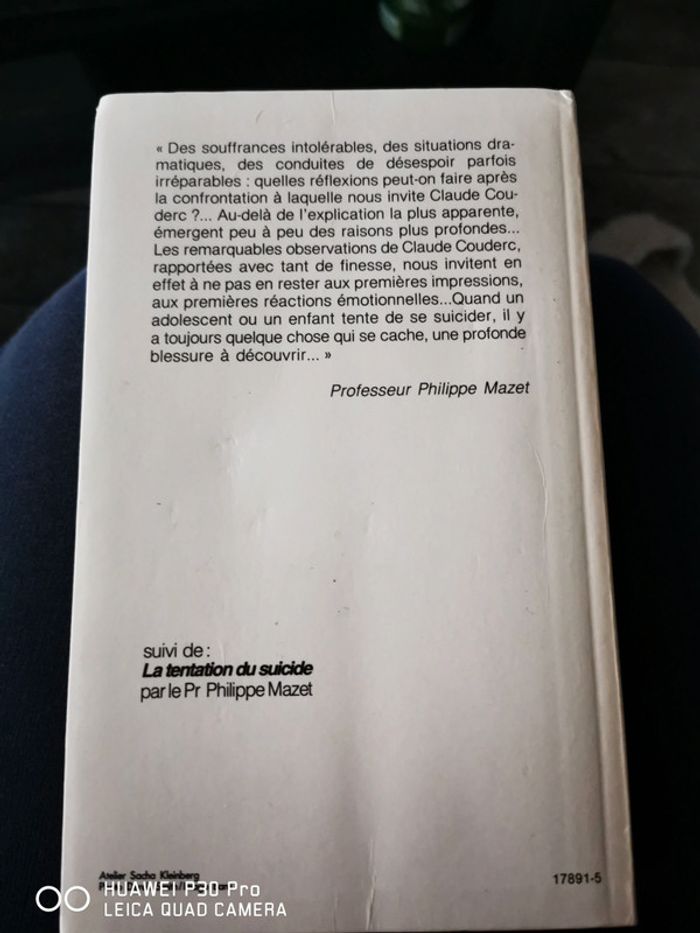 « Des souffrances intolérables, des situations dra-
matiques, des conduites de désespoir parfois
irréparables : quelles réflexions peut-on faire après
la confrontation à laquelle nous invite Claude Cou-
derc ?... Au-delà de l'explication la plus apparente,
émergent peu à peu des raisons plus profondes...
Les remarquables observations de Claude Couderc,
rapportées avec tant de finesse, nous invitent en
effet à ne pas en rester aux premières impressions,
aux premières réactions émotionnelles...Quand un
adolescent ou un enfant tente de se suicider, il y
a toujours quelque chose qui se cache, une profonde
blessure à découvrir... »
Professeur Philippe Mazet
suivi de :
La tentation du suicide
par le Pr Philippe Mazet
Atelier Sacha Kleinberg
17891-5
HUAWEI P30 Pro
LEICA QUAD CAMERA